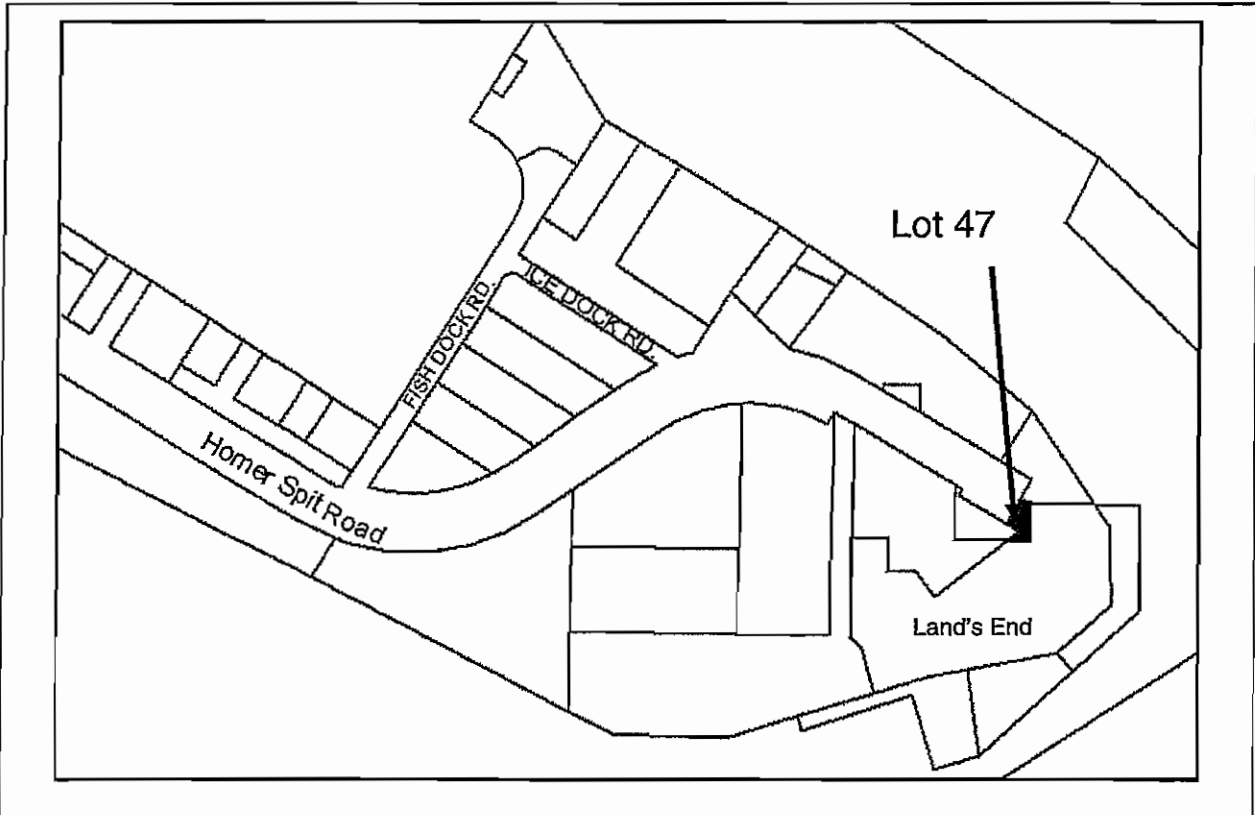 Lot 47
ICE DOCK RD.
FISH DOCK RD.
Homer Spit Road
Land's End